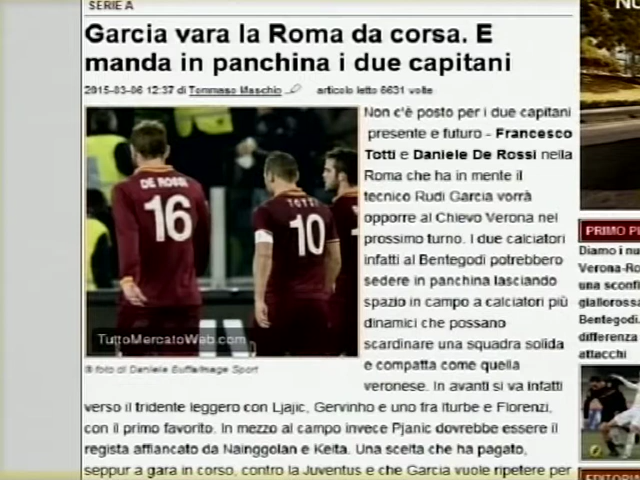 SERIE A
Garcia vara la Roma da corsa. E
manda in panchina i due capitani
2015-03-06 12:37 di Tommaso Maschio articolo letto 6631 volte
DE ROSSI
16
TOTTI
10
TuttoMercatoWeb.com
© foto di Daniele Buffa/Image Sport
Non c'è posto per i due capitani
presente e futuro - Francesco
Totti e Daniele De Rossi nella
Roma che ha in mente il
tecnico Rudi Garcia vorrà
opporre al Chievo Verona nel
prossimo turno. I due calciatori
infatti al Bentegodi potrebbero
sedere in panchina lasciando
spazio in campo a calciatori più
dinamici che possano
scardinare una squadra solida
e compatta come quella
veronese. In avanti si va infatti
verso il tridente leggero con Ljajic, Gervinho e uno fra Iturbe e Florenzi,
con il primo favorito. In mezzo al campo invece Pjanic dovrebbe essere il
regista affiancato da Nainggolan e Keita. Una scelta che ha pagato,
seppur a gara in corso, contro la Juventus e che Garcia vuole ripetere per
NU
PRIMO PI
Diamo i nu
Verona-Ro
una sconfi
giallorossa
Bentegodi.
differenza
attacchi
EDITORI